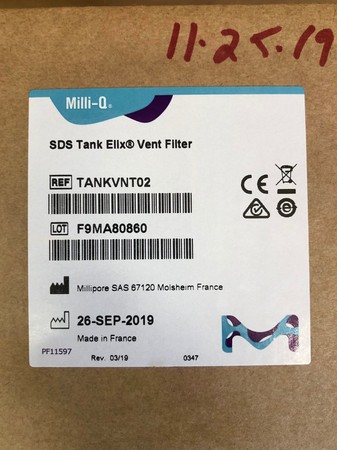 11.25.19
Milli-Q®
SDS Tank Elix® Vent Filter
REF TANKVNT02
LOT F9MA80860
Millipore SAS 67120 Molsheim France
26-SEP-2019
Made in France
PF11597
Rev. 03/19 0347